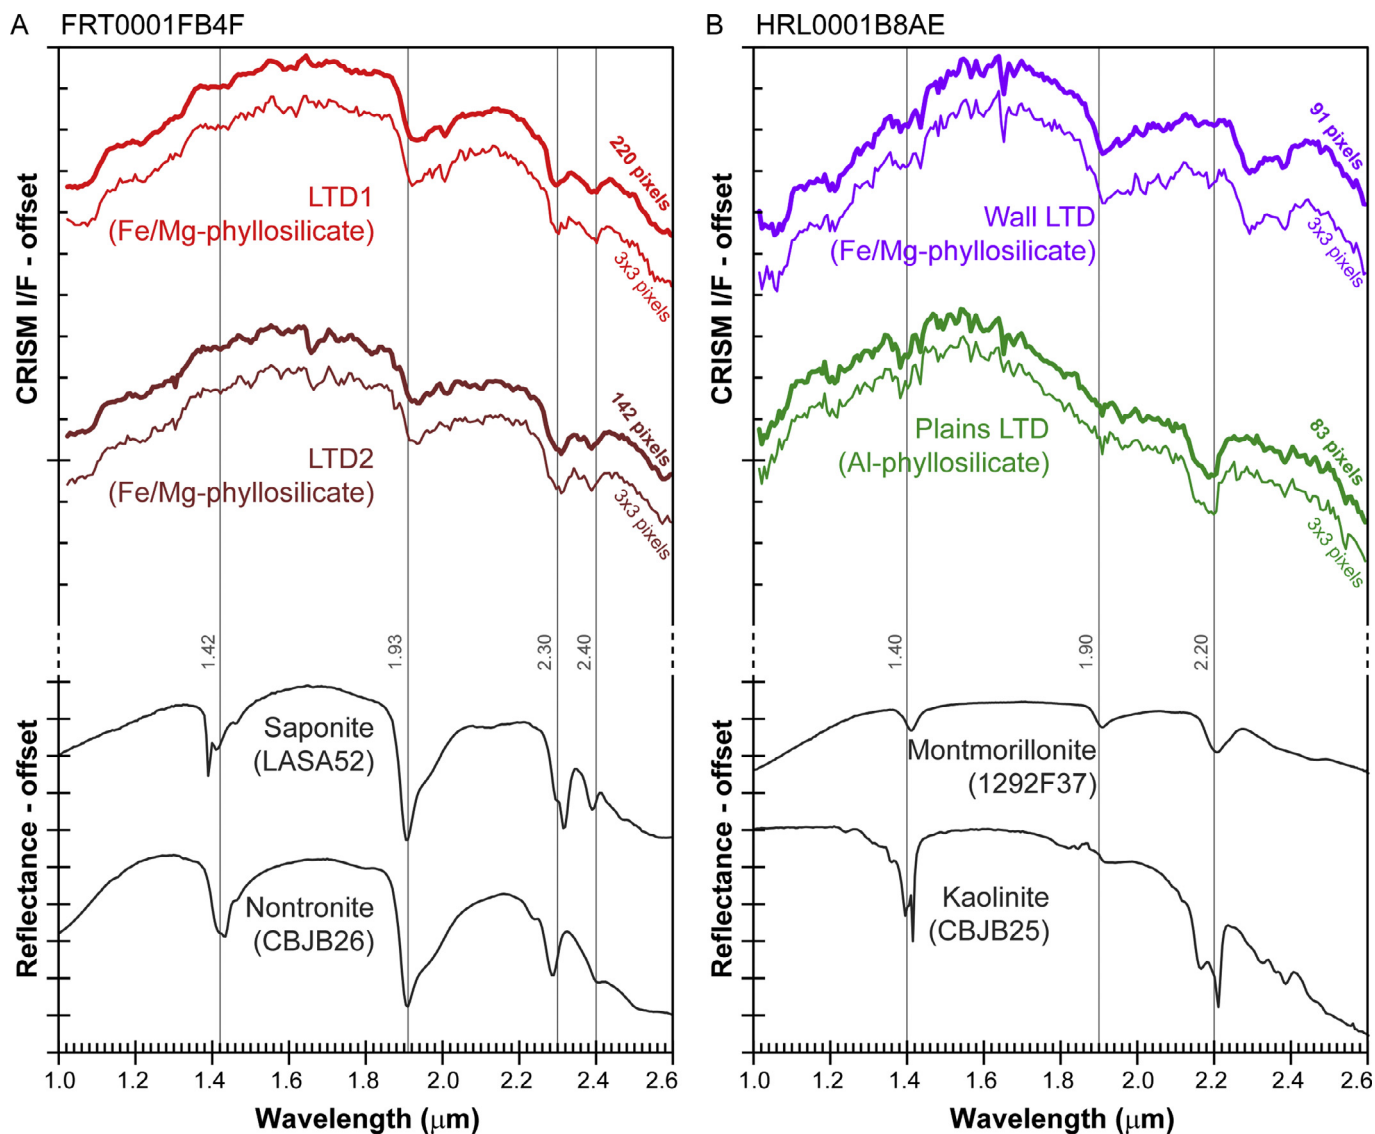 A FRT0001FB4F
CRISM I/F - offset
220 pixels
LTD1
(Fe/Mg-phyllosilicate)
3x3 pixels
142 pixels
LTD2
(Fe/Mg-phyllosilicate)
3x3 pixels
1.42
1.93
2.30
2.40
Reflectance - offset
Saponite
(LASA52)
Nontronite
(CBJB26)
1.0 1.2 1.4 1.6 1.8 2.0 2.2 2.4 2.6
Wavelength (μm)
B HRL0001B8AE
CRISM I/F - offset
91 pixels
Wall LTD
(Fe/Mg-phyllosilicate)
3x3 pixels
Plains LTD
(Al-phyllosilicate)
83 pixels
3x3 pixels
1.40
1.90
2.20
Reflectance - offset
Montmorillonite
(1292F37)
Kaolinite
(CBJB25)
1.0 1.2 1.4 1.6 1.8 2.0 2.2 2.4 2.6
Wavelength (μm)